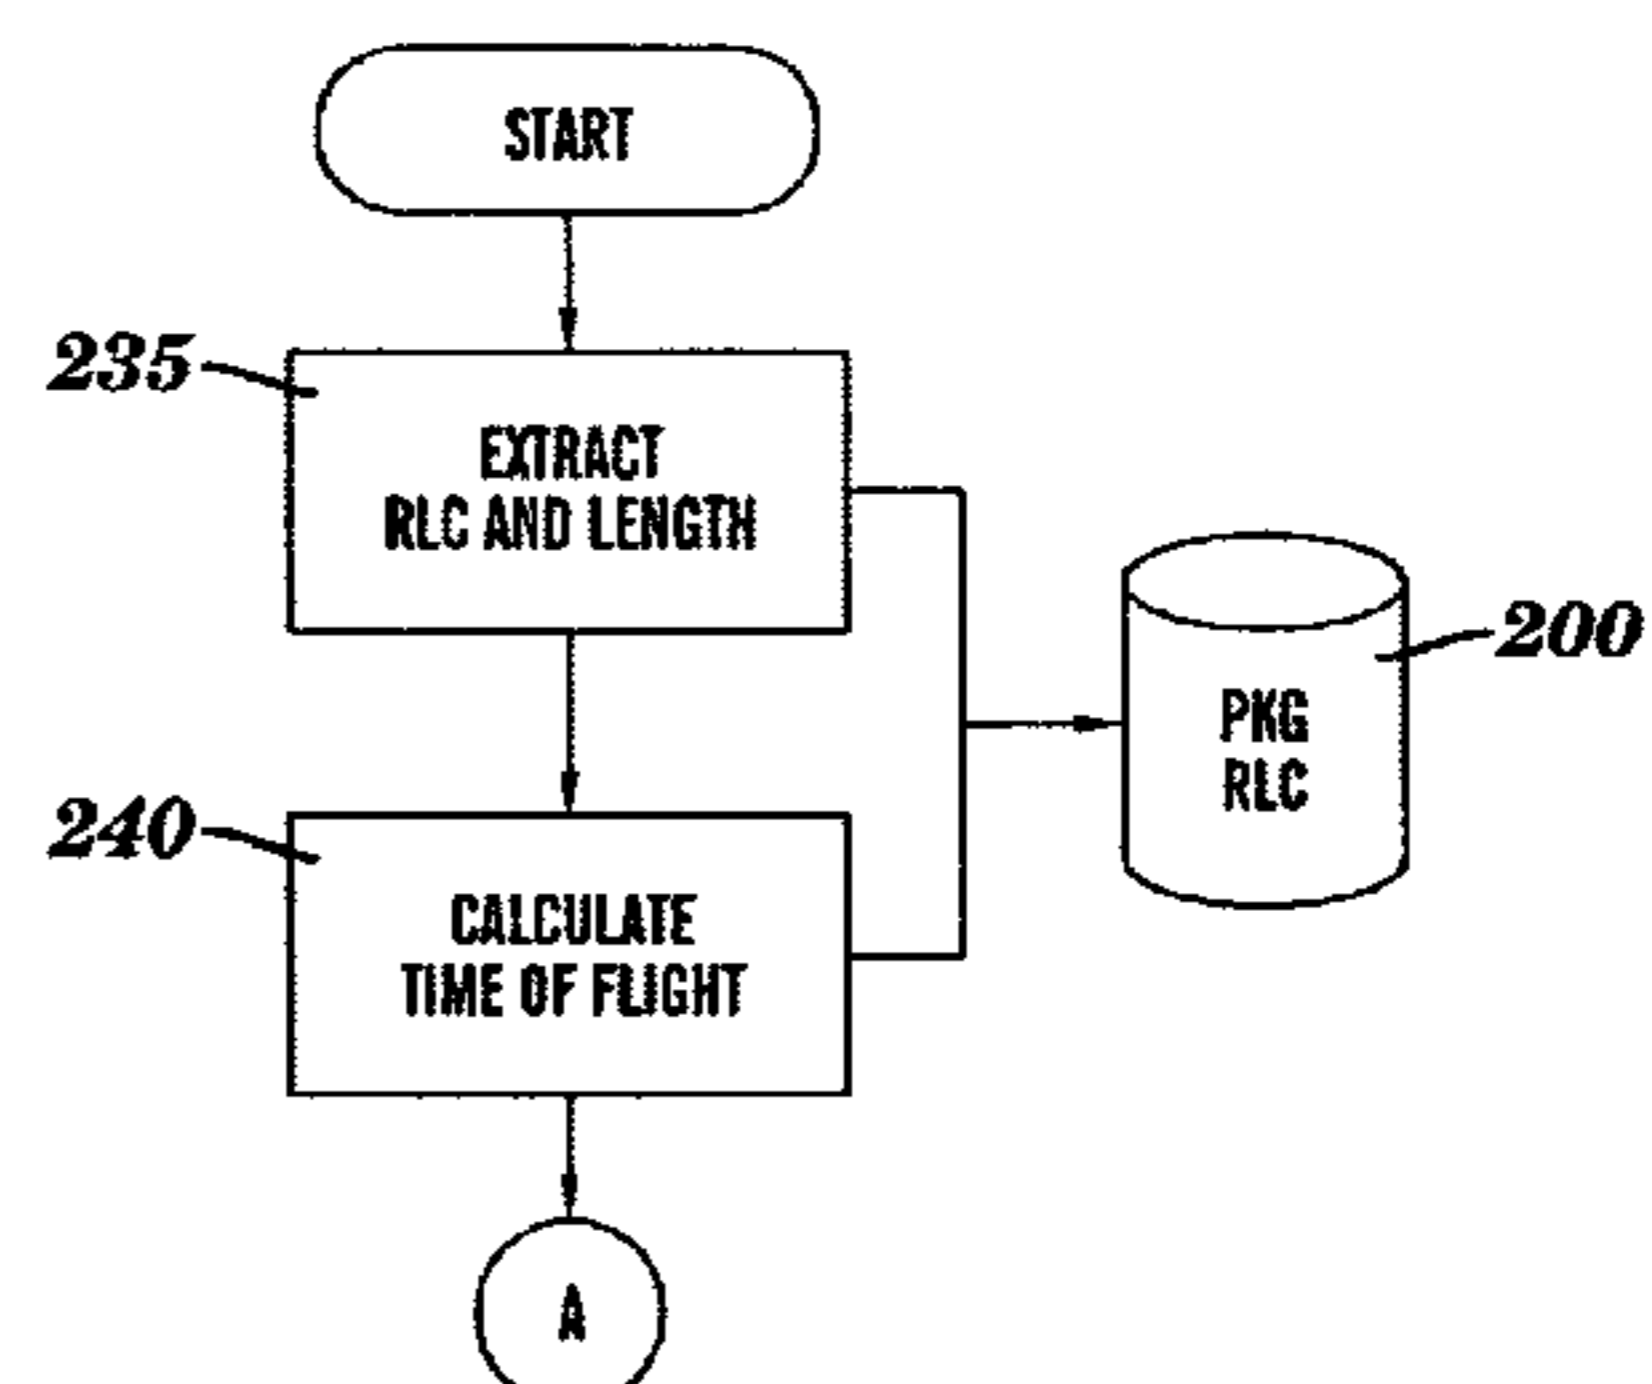 START
235
EXTRACT
RLC AND LENGTH
200
PKG
RLC
240
CALCULATE
TIME OF FLIGHT
A